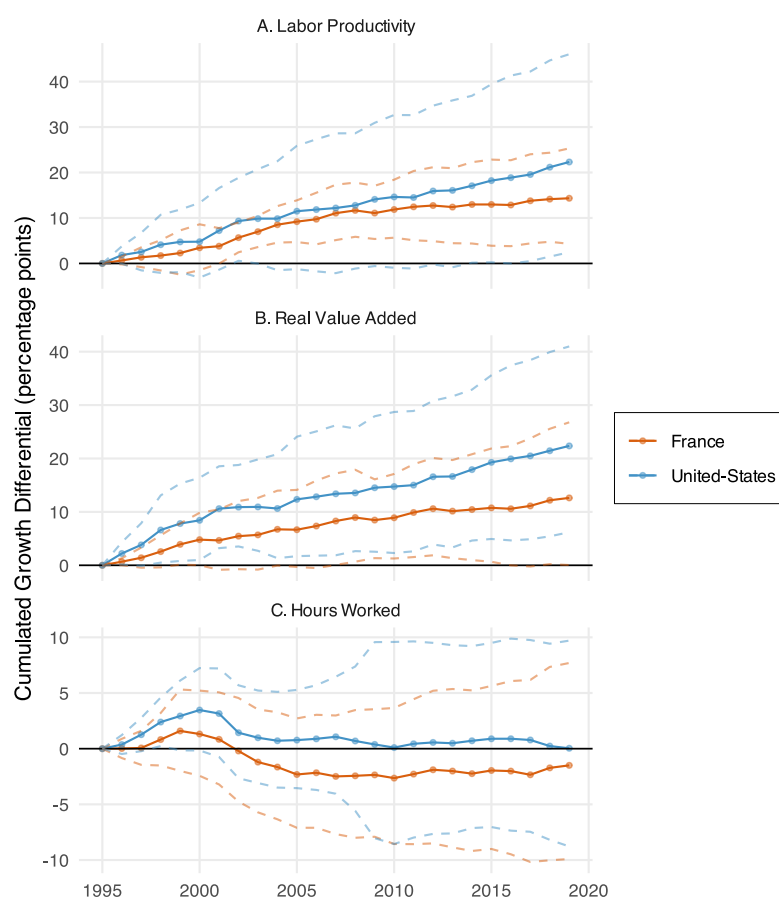 A. Labor Productivity
40
30
20
10
0
B. Real Value Added
40
30
20
10
0
C. Hours Worked
10
5
0
-5
-10
1995 2000 2005 2010 2015 2020
Cumulated Growth Differential (percentage points)
France
United-States